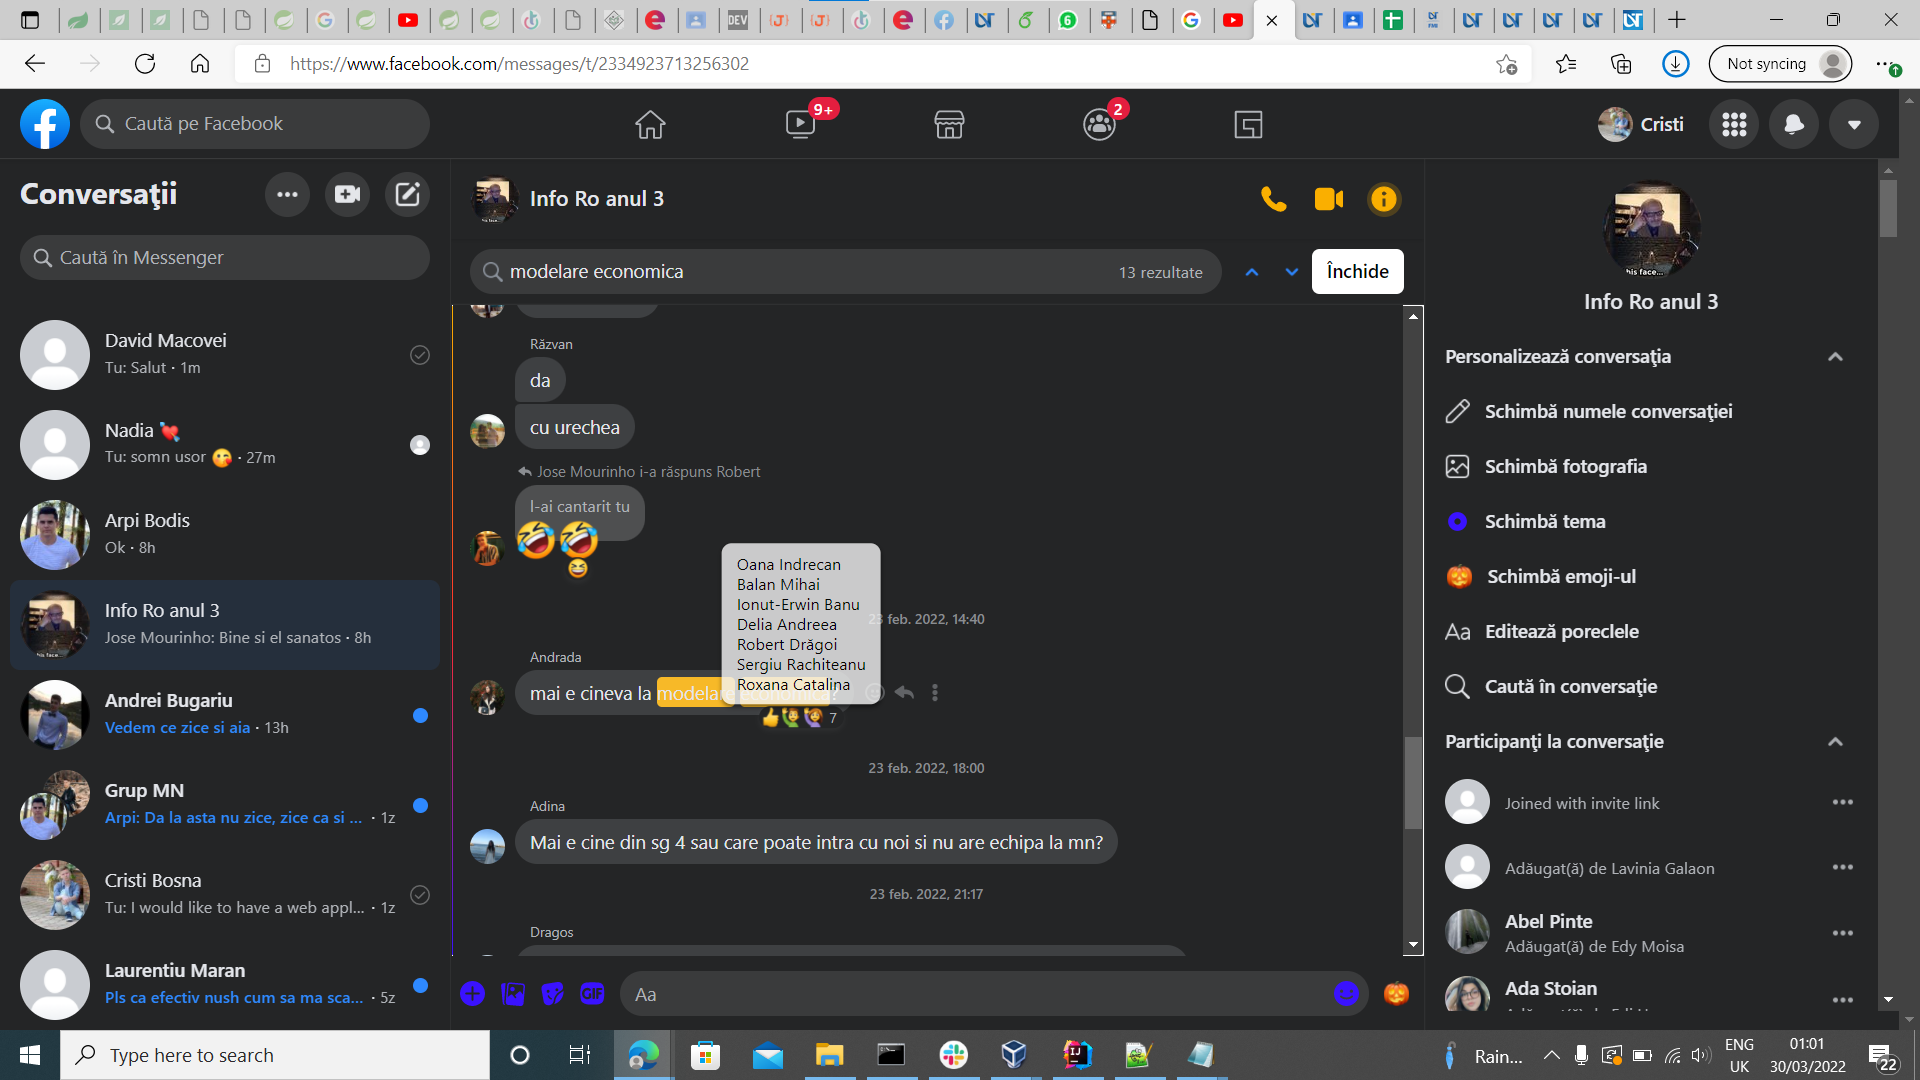 DEV
6
Not syncing
https://www.facebook.com/messages/t/2334923713256302
Caută pe Facebook
9+
2
Cristi
Conversații
Caută în Messenger
David Macovei
Tu: Salut · 1m
Nadia 💘
Tu: somn usor 😘 · 27m
Arpi Bodis
Ok · 8h
Info Ro anul 3
Jose Mourinho: Bine si el sanatos · 8h
Andrei Bugariu
Vedem ce zice si aia · 13h
Grup MN
Arpi: Da la asta nu zice, zice ca si ... · 1z
Cristi Bosna
Tu: I would like to have a web appl... · 1z
Laurentiu Maran
Pls ca efectiv nush cum sa ma sca... · 5z
Info Ro anul 3
modelare economica
13 rezultate
Închide
Răzvan
da
cu urechea
Jose Mourinho i-a răspuns Robert
l-ai cantarit tu
🤣🤣
😆
Oana Indrecan
Balan Mihai
Ionut-Erwin Banu
Delia Andreea
Robert Drăgoi
Sergiu Rachiteanu
Roxana Catalina
23 feb. 2022, 14:40
Andrada
mai e cineva la modelare
7
23 feb. 2022, 18:00
Adina
Mai e cine din sg 4 sau care poate intra cu noi si nu are echipa la mn?
23 feb. 2022, 21:17
Dragos
GIF
Aa
his face...
Info Ro anul 3
Personalizează conversația
Schimbă numele conversației
Schimbă fotografia
Schimbă tema
Schimbă emoji-ul
Aa Editează poreclele
Caută în conversație
Participanți la conversație
Joined with invite link
Adăugat(ă) de Lavinia Galaon
Abel Pinte
Adăugat(ă) de Edy Moisa
Ada Stoian
Type here to search
Rain...
ENG
UK
01:01
30/03/2022
22